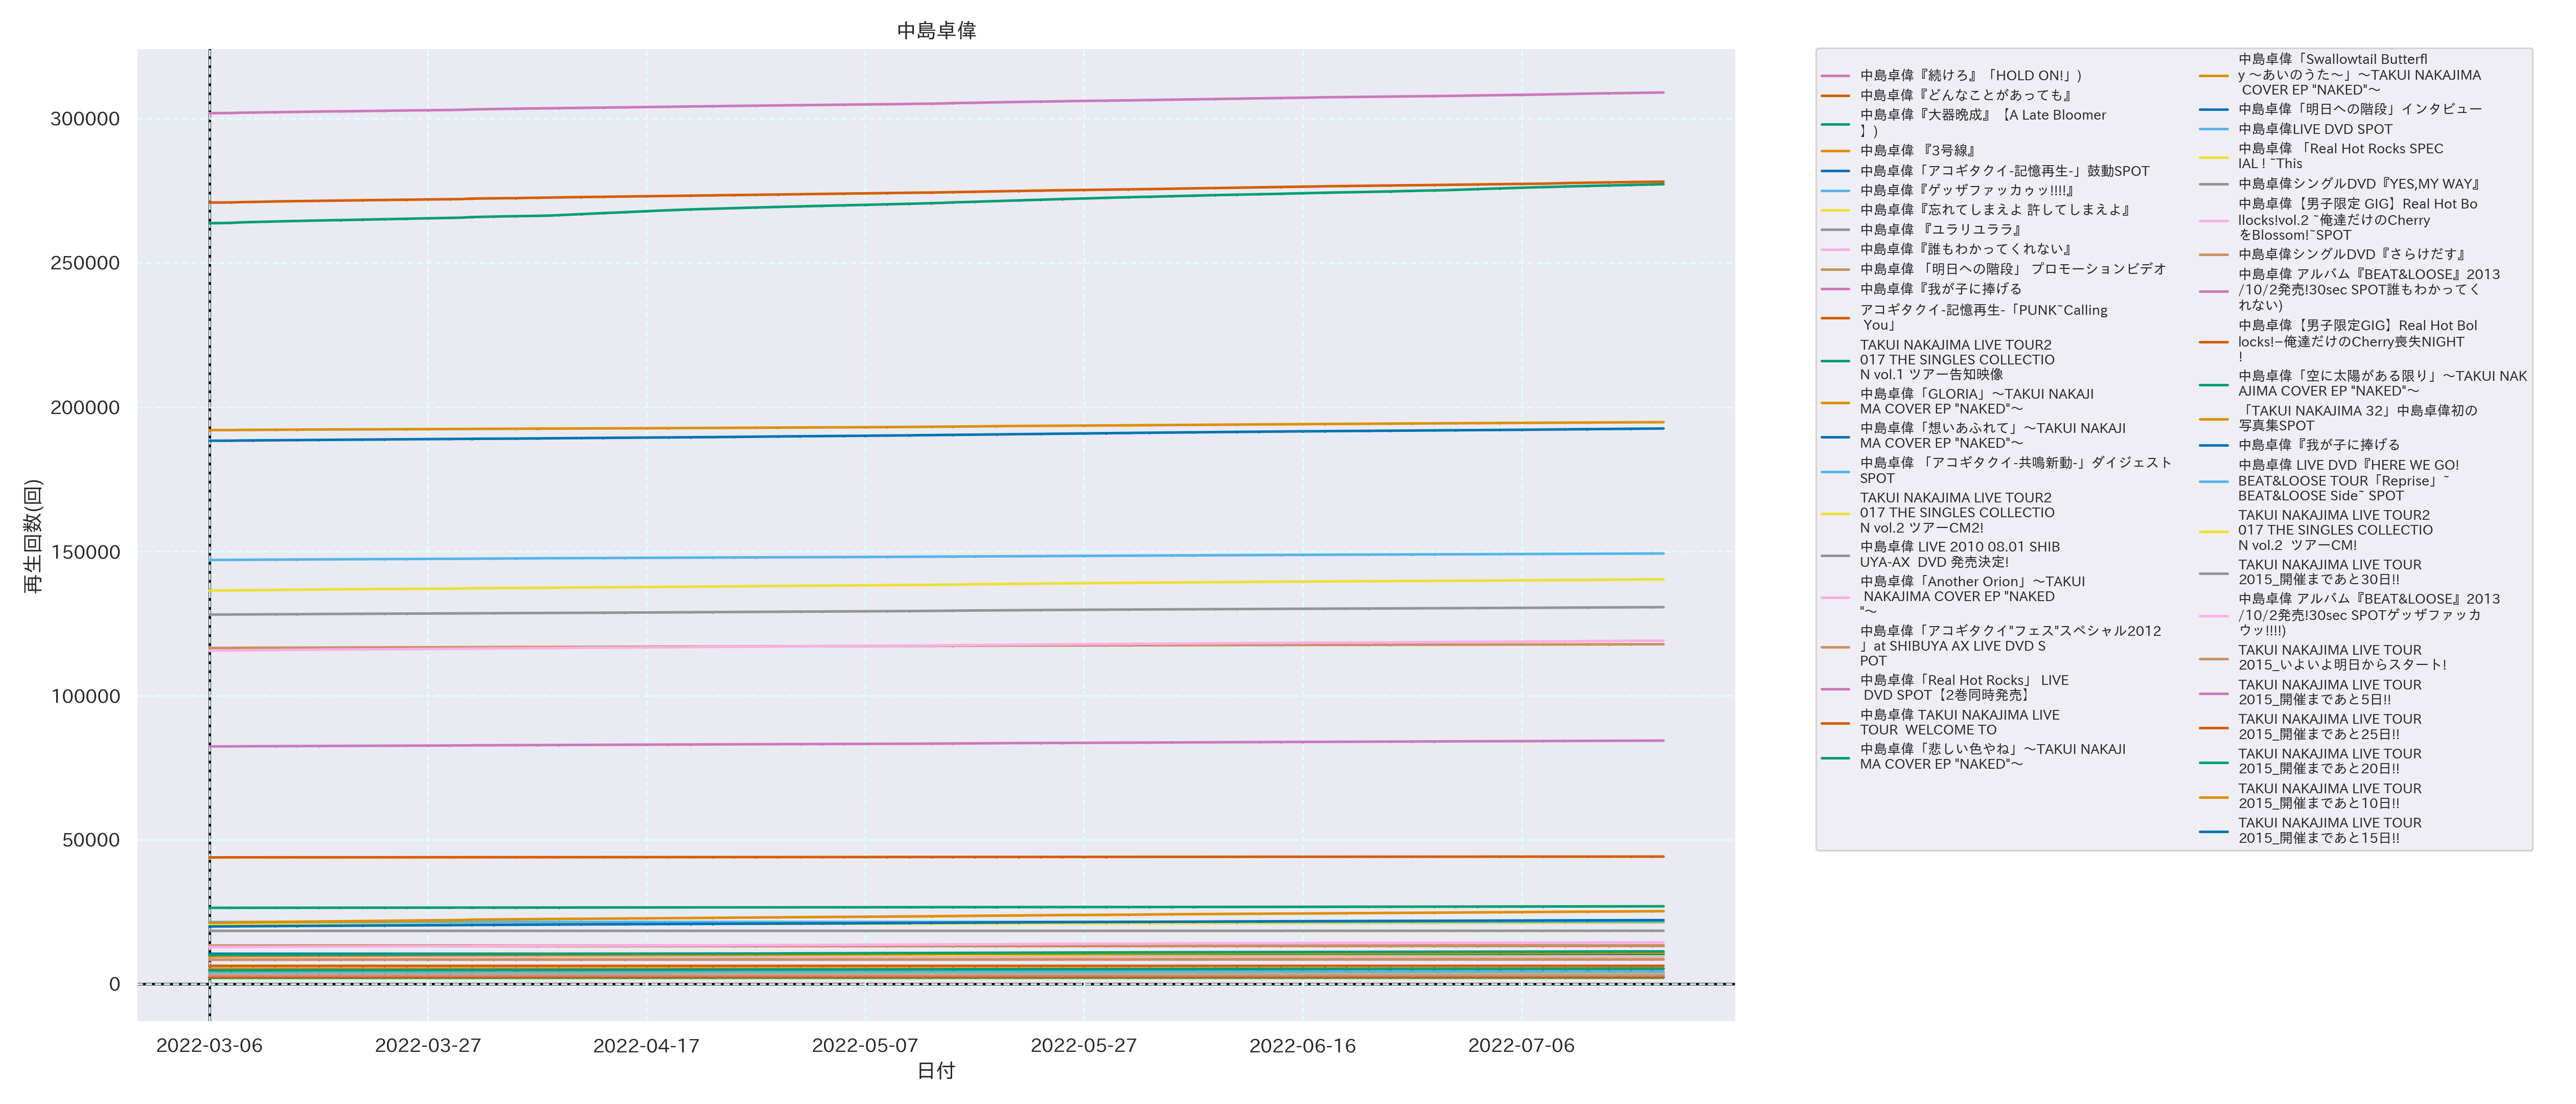 中島卓偉
再生回数(回)
300000
250000
200000
150000
100000
50000
0
2022-03-06
2022-03-27
2022-04-17
2022-05-07
2022-05-27
2022-06-16
2022-07-06
日付
中島卓偉『続けろ』「HOLD ON!」)
中島卓偉『どんなことがあっても』
中島卓偉『大器晩成』【A Late Bloomer
】)
中島卓偉 『3号線』
中島卓偉「アコギタクイ-記憶再生-」鼓動SPOT
中島卓偉『ゲッザファッカゥッ!!!!』
中島卓偉『忘れてしまえよ 許してしまえよ』
中島卓偉 『ユラリユララ』
中島卓偉『誰もわかってくれない』
中島卓偉 「明日への階段」 プロモーションビデオ
中島卓偉『我が子に捧げる
アコギタクイ-記憶再生-「PUNK~Calling
You」
TAKUI NAKAJIMA LIVE TOUR2
017 THE SINGLES COLLECTIO
N vol.1 ツアー告知映像
中島卓偉「GLORIA」〜TAKUI NAKAJI
MA COVER EP "NAKED"〜
中島卓偉「想いあふれて」〜TAKUI NAKAJI
MA COVER EP "NAKED"〜
中島卓偉 「アコギタクイ-共鳴新動-」ダイジェスト
SPOT
TAKUI NAKAJIMA LIVE TOUR2
017 THE SINGLES COLLECTIO
N vol.2 ツアーCM2!
中島卓偉 LIVE 2010 08.01 SHIB
UYA-AX  DVD 発売決定!
中島卓偉「Another Orion」〜TAKUI
NAKAJIMA COVER EP "NAKED
"〜
中島卓偉「アコギタクイ"フェス"スペシャル2012
」at SHIBUYA AX LIVE DVD S
POT
中島卓偉「Real Hot Rocks」 LIVE
DVD SPOT【2巻同時発売】
中島卓偉 TAKUI NAKAJIMA LIVE
TOUR  WELCOME TO
中島卓偉「悲しい色やね」〜TAKUI NAKAJI
MA COVER EP "NAKED"〜
中島卓偉「Swallowtail Butterfl
y 〜あいのうた〜」〜TAKUI NAKAJIMA
COVER EP "NAKED"〜
中島卓偉「明日への階段」インタビュー
中島卓偉LIVE DVD SPOT
中島卓偉 「Real Hot Rocks SPEC
IAL ! ~This
中島卓偉シングルDVD『YES,MY WAY』
中島卓偉【男子限定 GIG】Real Hot Bo
llocks!vol.2 ~俺達だけのCherry
をBlossom!~SPOT
中島卓偉シングルDVD『さらけだす』
中島卓偉 アルバム『BEAT&LOOSE』2013
/10/2発売!30sec SPOT誰もわかってく
れない)
中島卓偉【男子限定GIG】Real Hot Bol
locks!−俺達だけのCherry喪失NIGHT
!
中島卓偉「空に太陽がある限り」〜TAKUI NAK
AJIMA COVER EP "NAKED"〜
「TAKUI NAKAJIMA 32」中島卓偉初の
写真集SPOT
中島卓偉『我が子に捧げる
中島卓偉 LIVE DVD『HERE WE GO!
BEAT&LOOSE TOUR「Reprise」~
BEAT&LOOSE Side~ SPOT
TAKUI NAKAJIMA LIVE TOUR2
017 THE SINGLES COLLECTIO
N vol.2  ツアーCM!
TAKUI NAKAJIMA LIVE TOUR
2015_開催まであと30日!!
中島卓偉 アルバム『BEAT&LOOSE』2013
/10/2発売!30sec SPOTゲッザファッカ
ウッ!!!!)
TAKUI NAKAJIMA LIVE TOUR
2015_いよいよ明日からスタート!
TAKUI NAKAJIMA LIVE TOUR
2015_開催まであと5日!!
TAKUI NAKAJIMA LIVE TOUR
2015_開催まであと25日!!
TAKUI NAKAJIMA LIVE TOUR
2015_開催まであと20日!!
TAKUI NAKAJIMA LIVE TOUR
2015_開催まであと10日!!
TAKUI NAKAJIMA LIVE TOUR
2015_開催まであと15日!!